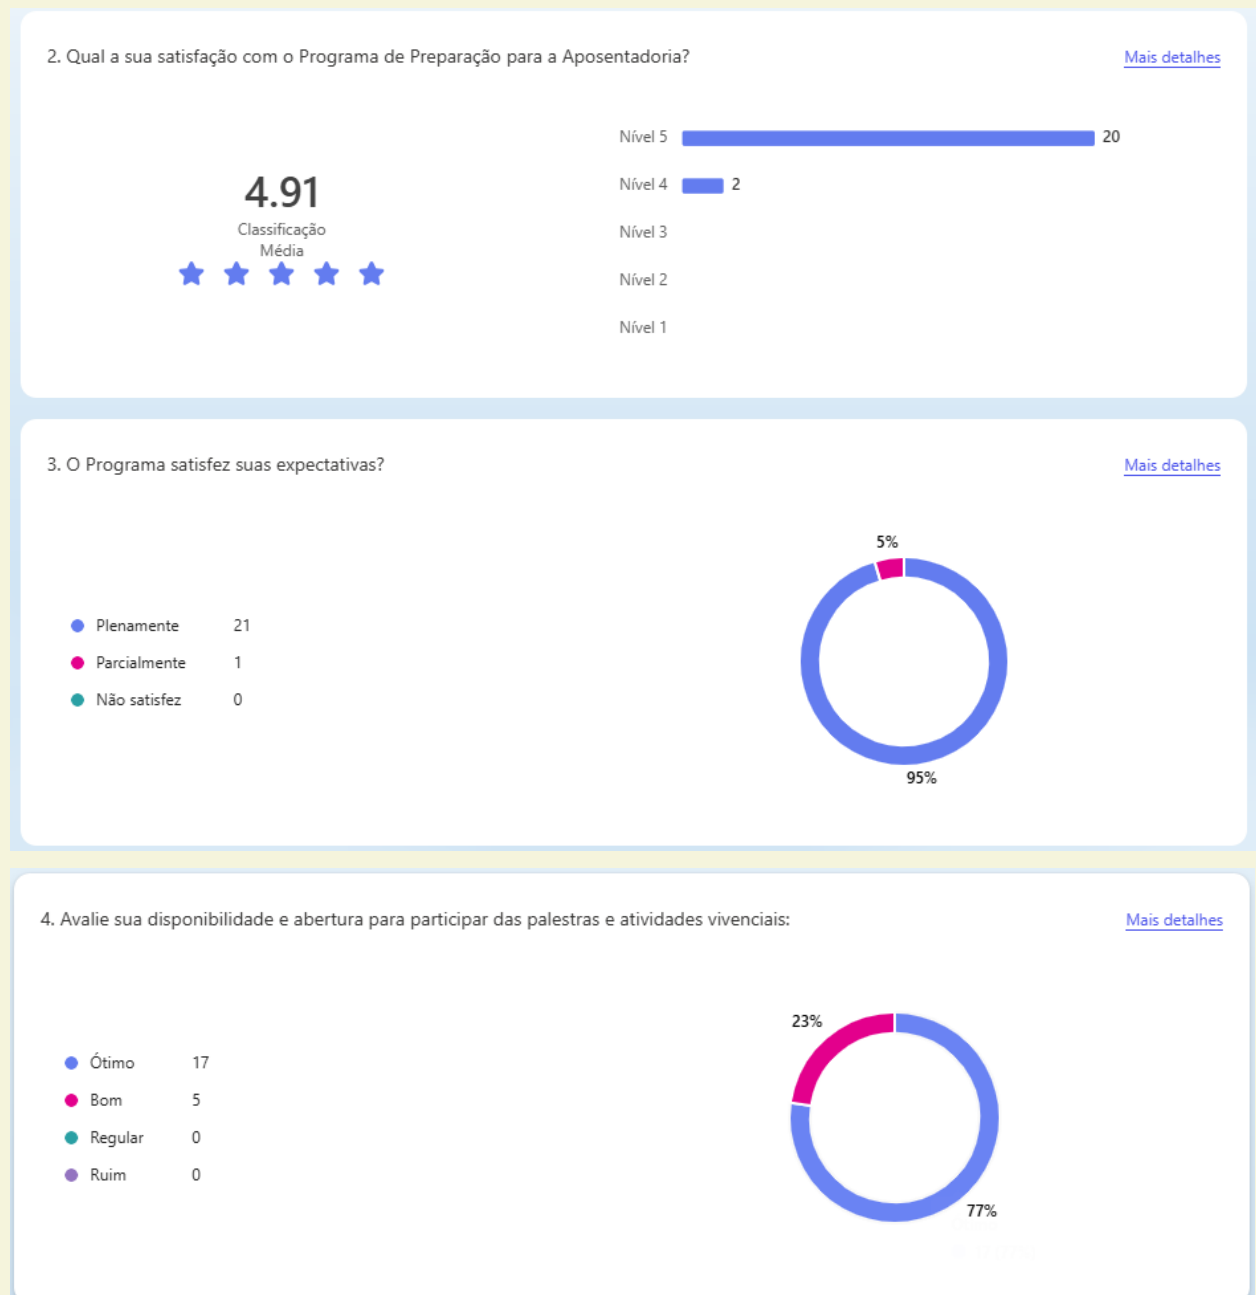 2. Qual a sua satisfação com o Programa de Preparação para a Aposentadoria?
Mais detalhes
4.91
Classificação
Média
Nível 5 20
Nível 4 2
Nível 3
Nível 2
Nível 1
3. O Programa satisfez suas expectativas?
Mais detalhes
Plenamente 21
Parcialmente 1
Não satisfez 0
5%
95%
4. Avalie sua disponibilidade e abertura para participar das palestras e atividades vivenciais:
Mais detalhes
Ótimo 17
Bom 5
Regular 0
Ruim 0
23%
77%